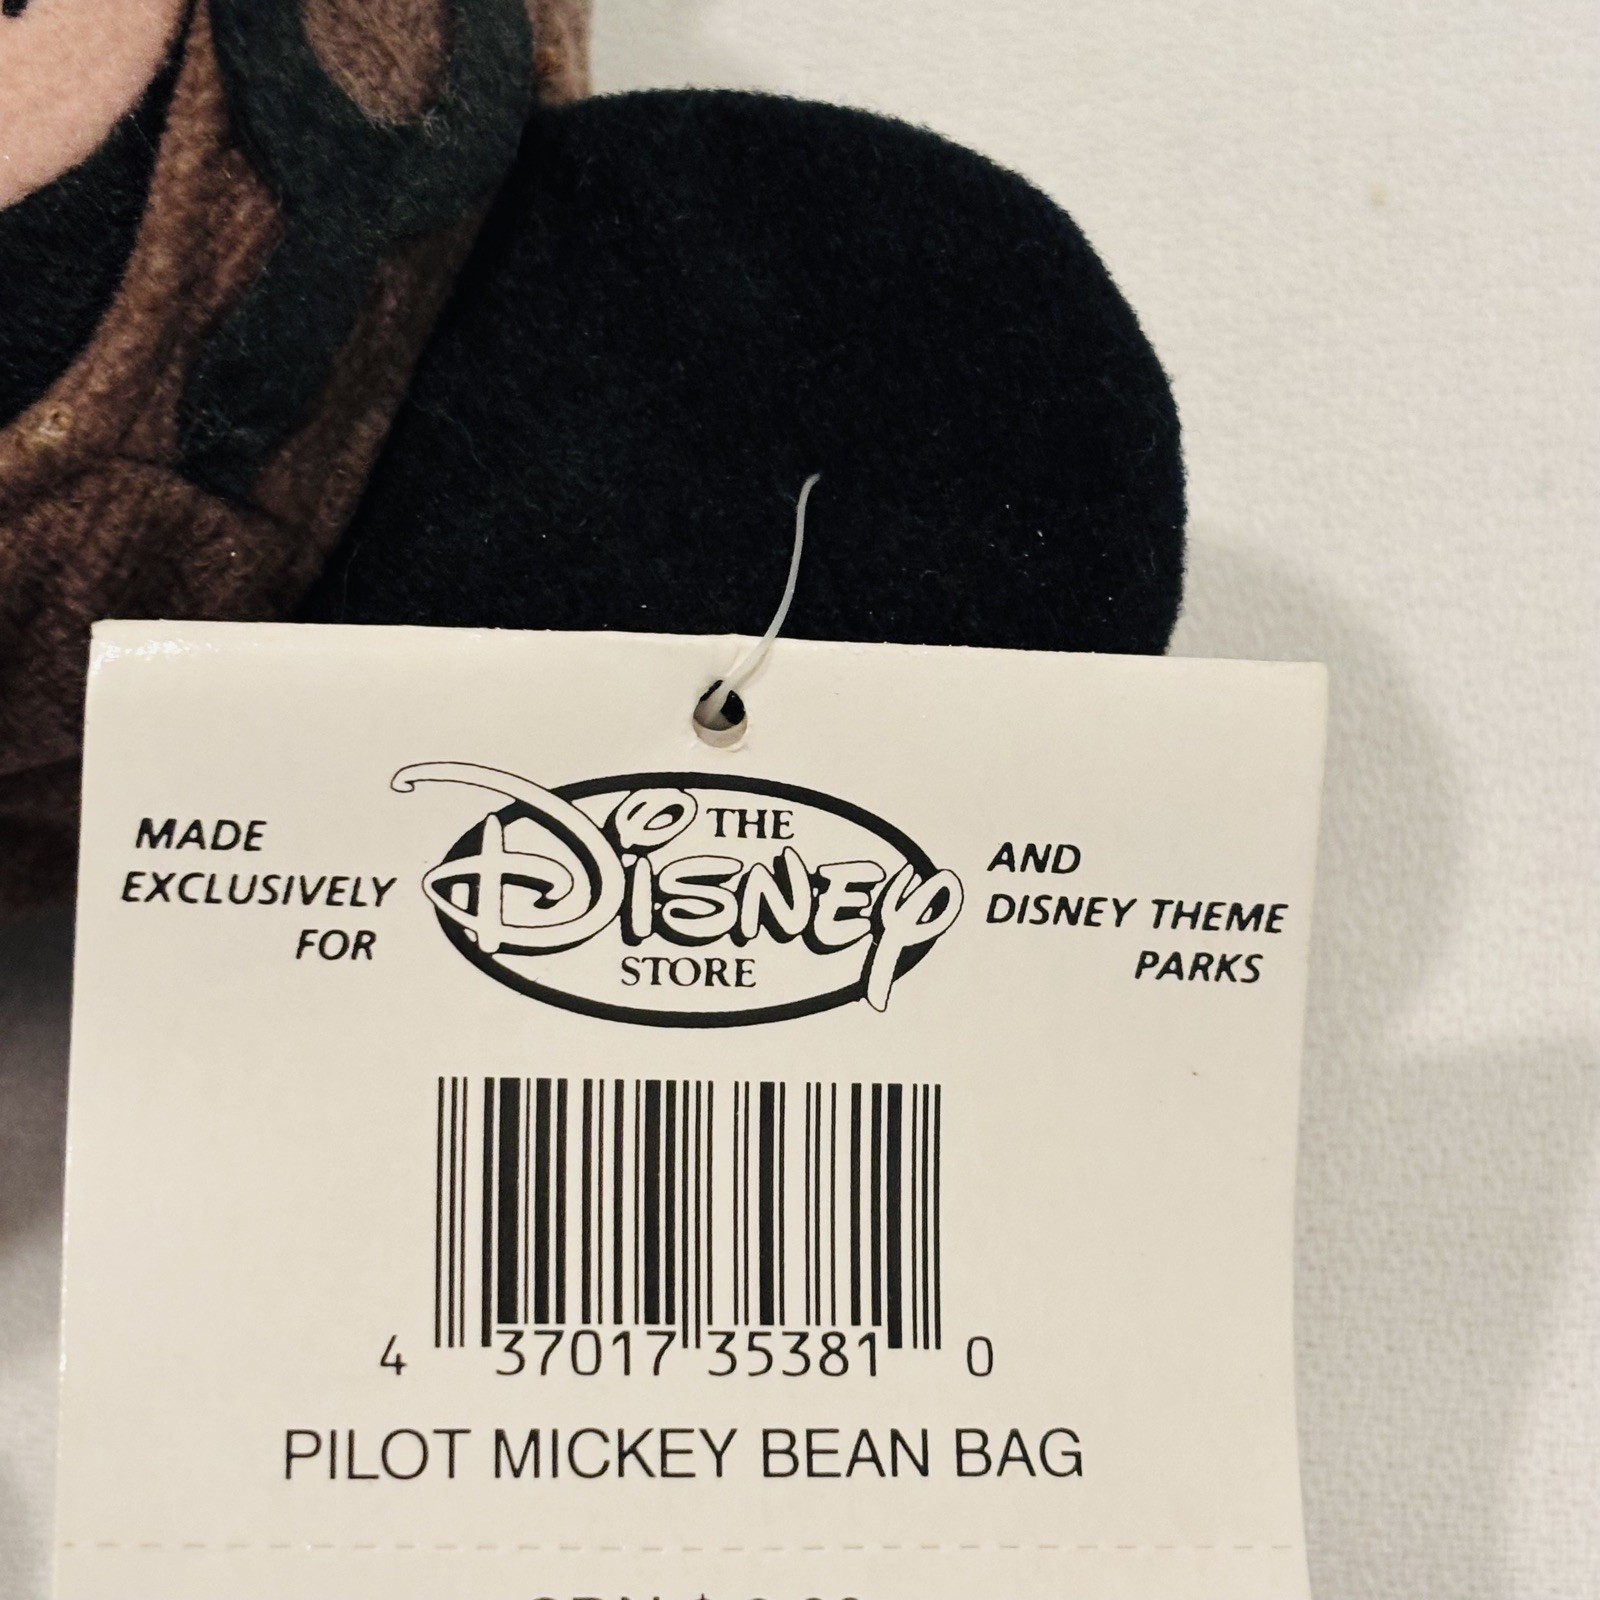 MADE
EXCLUSIVELY
FOR
THE
DISNEY
STORE
AND
DISNEY THEME
PARKS
4 37017 35381 0
PILOT MICKEY BEAN BAG